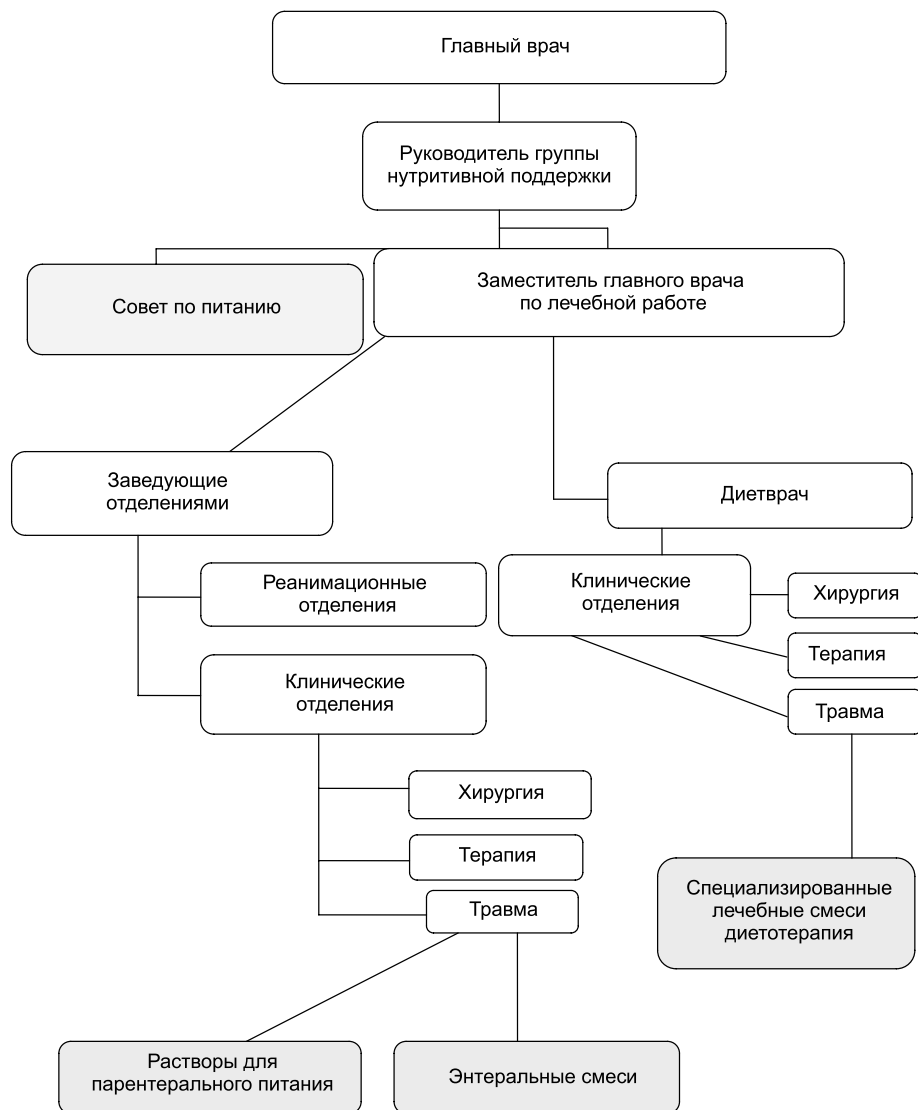 Главный врач
Руководитель группы
нутритивной поддержки
Совет по питанию
Заместитель главного врача
по лечебной работе
Заведующие
отделениями
Диетврач
Реанимационные
отделения
Клинические
отделения
Клинические
отделения
Хирургия
Терапия
Травма
Хирургия
Терапия
Травма
Специализированные
лечебные смеси
диетотерапия
Растворы для
парентерального питания
Энтеральные смеси